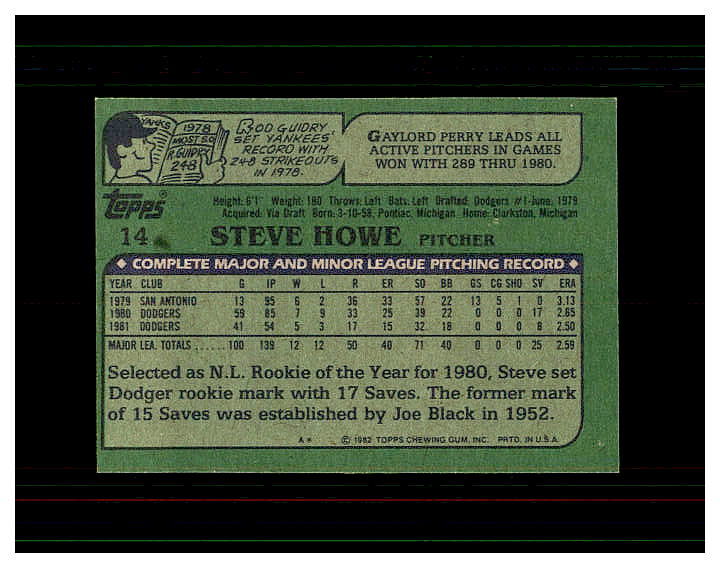 YANKS
1978
MOST S.O.
R. GUIDRY
248
ROD GUIDRY
SET YANKEES'
RECORD WITH
248 STRIKEOUTS
IN 1978.
GAYLORD PERRY LEADS ALL
ACTIVE PITCHERS IN GAMES
WON WITH 289 THRU 1980.
Topps®
Height: 6'1" Weight: 180 Throws: Left Bats: Left Drafted: Dodgers #1-June, 1979
Acquired: Via Draft Born: 3-10-58, Pontiac, Michigan Home: Clarkston, Michigan
14 STEVE HOWE PITCHER
◆ COMPLETE MAJOR AND MINOR LEAGUE PITCHING RECORD ◆
YEAR CLUB G IP W L R ER SO BB GS CG SHO SV ERA
1979 SAN ANTONIO 13 95 6 2 36 33 57 22 13 5 1 0 3.13
1980 DODGERS 59 85 7 9 33 25 39 22 0 0 0 17 2.65
1981 DODGERS 41 54 5 3 17 15 32 18 0 0 0 8 2.50
MAJOR LEA. TOTALS ...... 100 139 12 12 50 40 71 40 0 0 0 25 2.59
Selected as N.L. Rookie of the Year for 1980, Steve set
Dodger rookie mark with 17 Saves. The former mark
of 15 Saves was established by Joe Black in 1952.
A* © 1982 TOPPS CHEWING GUM, INC. PRTD. IN U.S.A.